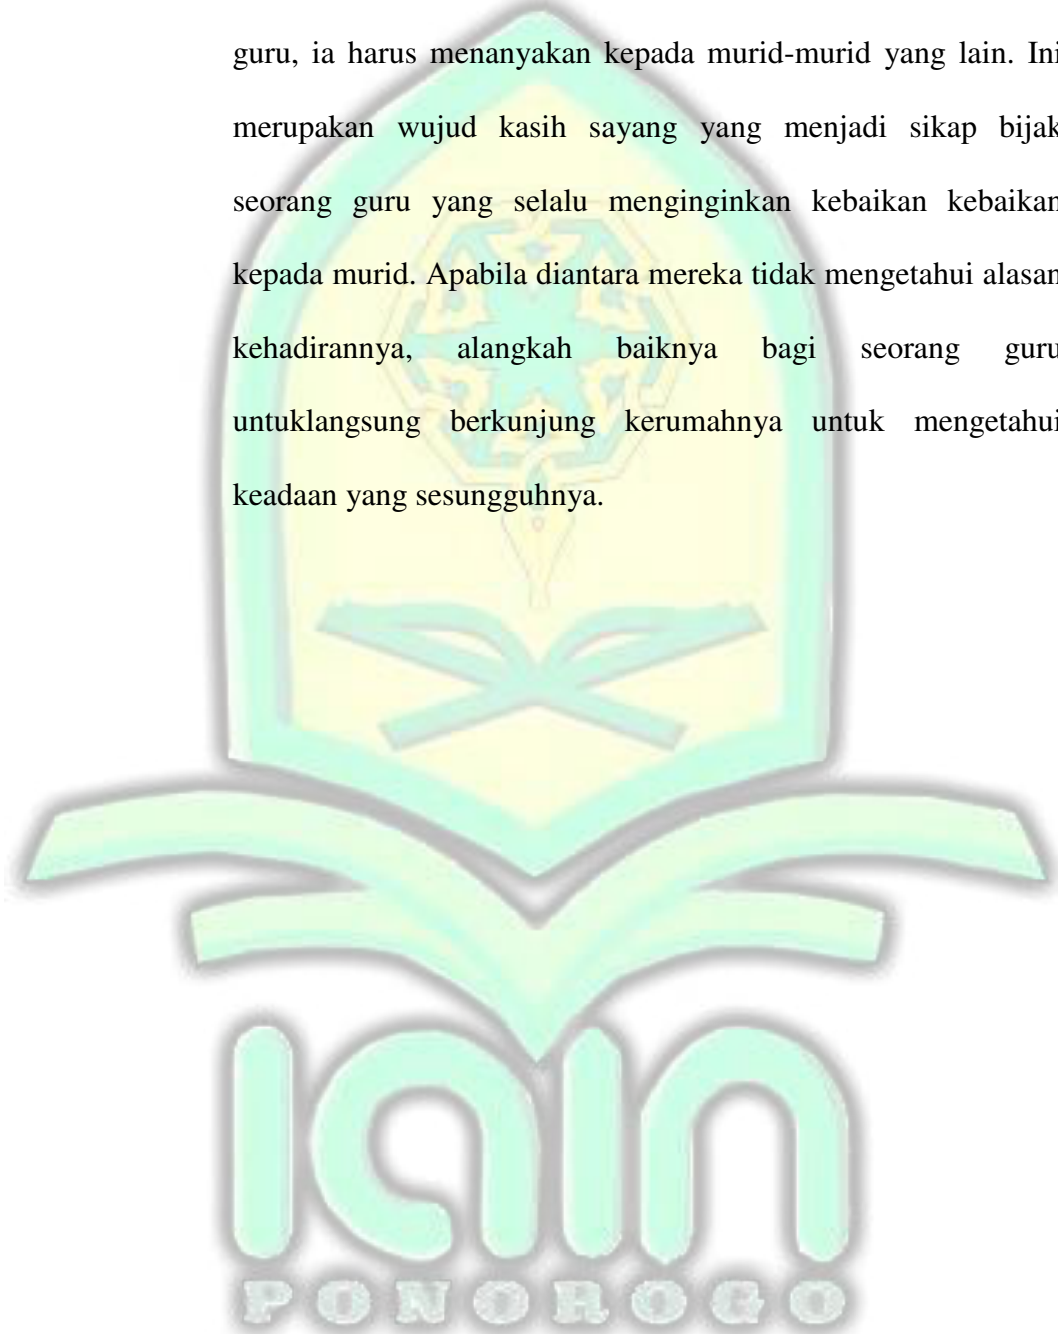 guru, ia harus menanyakan kepada murid-murid yang lain. Ini
merupakan wujud kasih sayang yang menjadi sikap bijak
seorang guru yang selalu menginginkan kebaikan kebaikan
kepada murid. Apabila diantara mereka tidak mengetahui alasan
kehadirannya, alangkah baiknya bagi seorang guru
untuklangsung berkunjung kerumahnya untuk mengetahui
keadaan yang sesungguhnya.
iain
PONOROGO